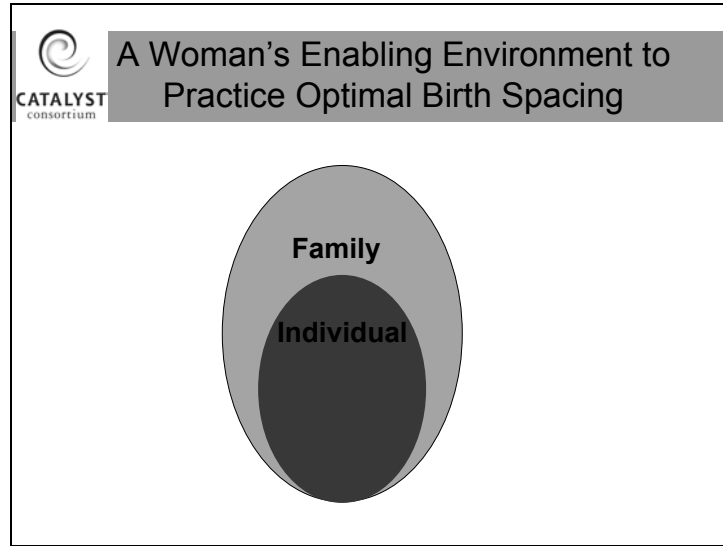 A Woman’s Enabling Environment to
Practice Optimal Birth Spacing
CATALYST
consortium
Family
Individual